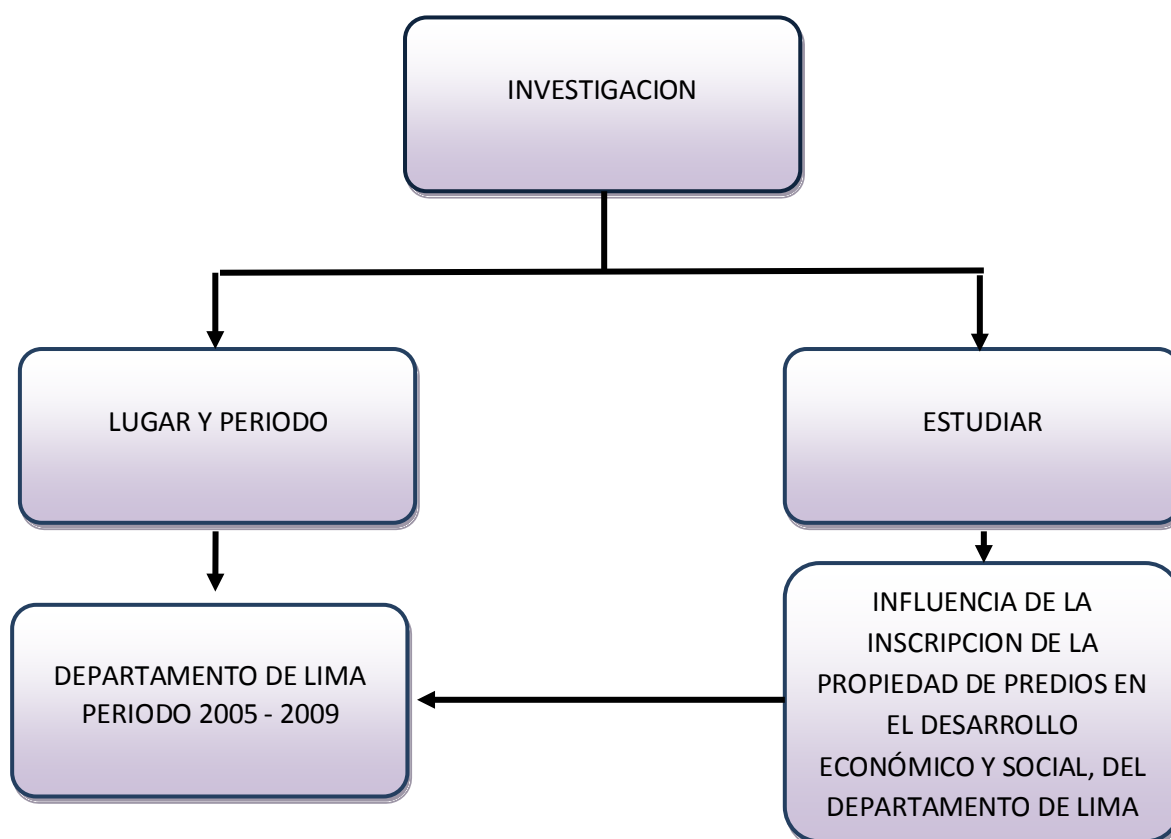 INVESTIGACION
LUGAR Y PERIODO
ESTUDIAR
DEPARTAMENTO DE LIMA
PERIODO 2005 - 2009
INFLUENCIA DE LA
INSCRIPCION DE LA
PROPIEDAD DE PREDIOS EN
EL DESARROLLO
ECONÓMICO Y SOCIAL, DEL
DEPARTAMENTO DE LIMA